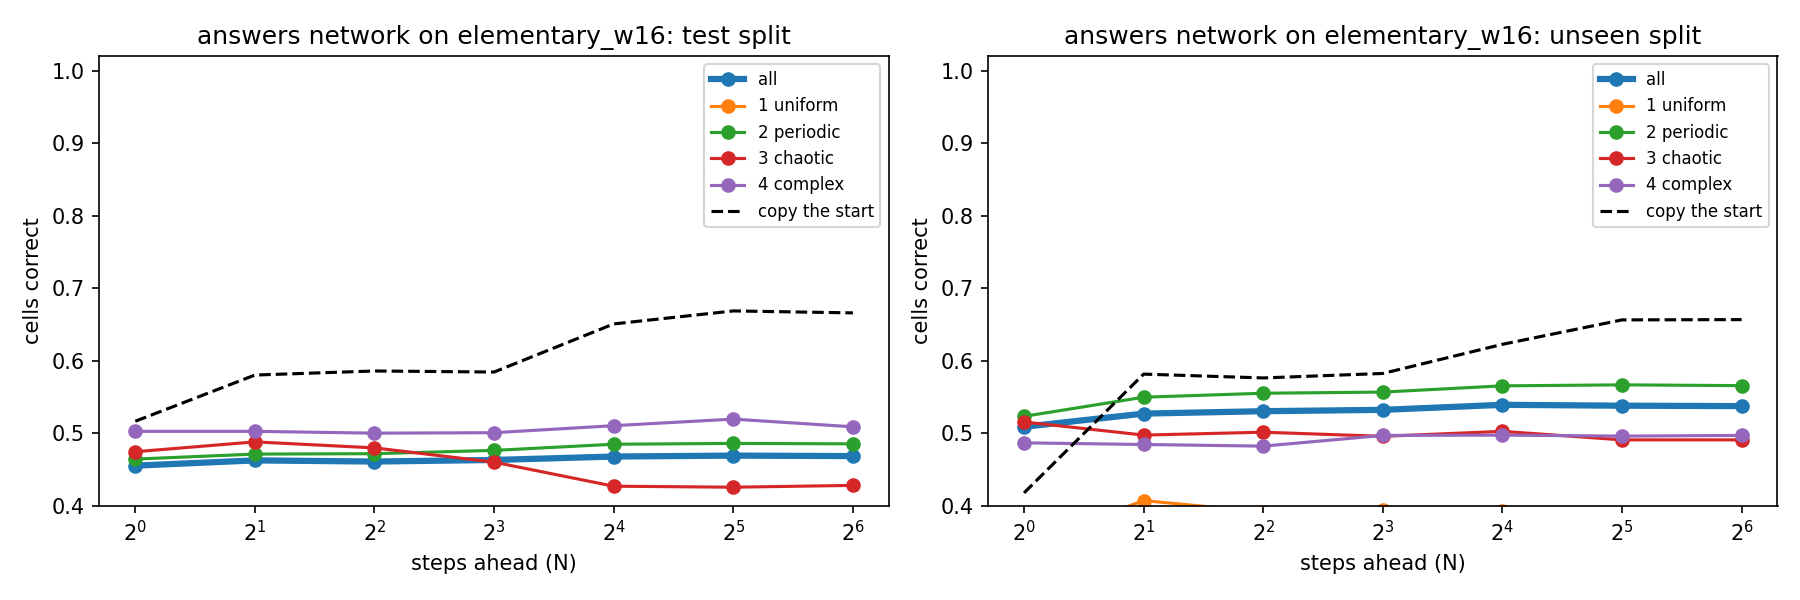 answers network on elementary_w16: test split
cells correct
1.0
0.9
0.8
0.7
0.6
0.5
0.4
2^0
2^1
2^2
2^3
2^4
2^5
2^6
steps ahead (N)
all
1 uniform
2 periodic
3 chaotic
4 complex
copy the start
answers network on elementary_w16: unseen split
cells correct
1.0
0.9
0.8
0.7
0.6
0.5
0.4
2^0
2^1
2^2
2^3
2^4
2^5
2^6
steps ahead (N)
all
1 uniform
2 periodic
3 chaotic
4 complex
copy the start